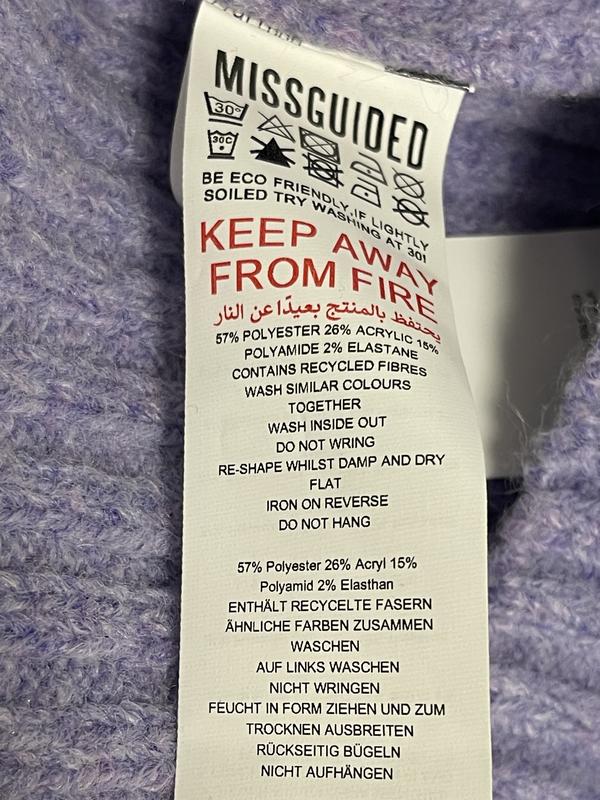 MISSGUIDED
30°
30C
BE ECO FRIENDLY.IF LIGHTLY
SOILED TRY WASHING AT 30!
KEEP AWAY
FROM FIRE
يحتفظ بالمنتج بعيدًا عن النار
57% POLYESTER 26% ACRYLIC 15%
POLYAMIDE 2% ELASTANE
CONTAINS RECYCLED FIBRES
WASH SIMILAR COLOURS
TOGETHER
WASH INSIDE OUT
DO NOT WRING
RE-SHAPE WHILST DAMP AND DRY
FLAT
IRON ON REVERSE
DO NOT HANG
57% Polyester 26% Acryl 15%
Polyamid 2% Elasthan
ENTHÄLT RECYCELTE FASERN
ÄHNLICHE FARBEN ZUSAMMEN
WASCHEN
AUF LINKS WASCHEN
NICHT WRINGEN
FEUCHT IN FORM ZIEHEN UND ZUM
TROCKNEN AUSBREITEN
RÜCKSEITIG BÜGELN
NICHT AUFHÄNGEN